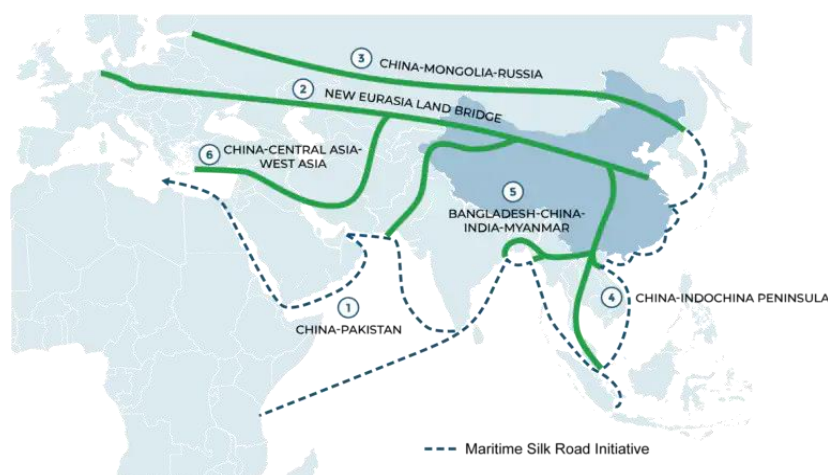 3 CHINA-MONGOLIA-RUSSIA
2 NEW EURASIA LAND BRIDGE
6 CHINA-CENTRAL ASIA-
WEST ASIA
5
BANGLADESH-CHINA-
INDIA-MYANMAR
4 CHINA-INDOCHINA PENINSULA
1
CHINA-PAKISTAN
Maritime Silk Road Initiative